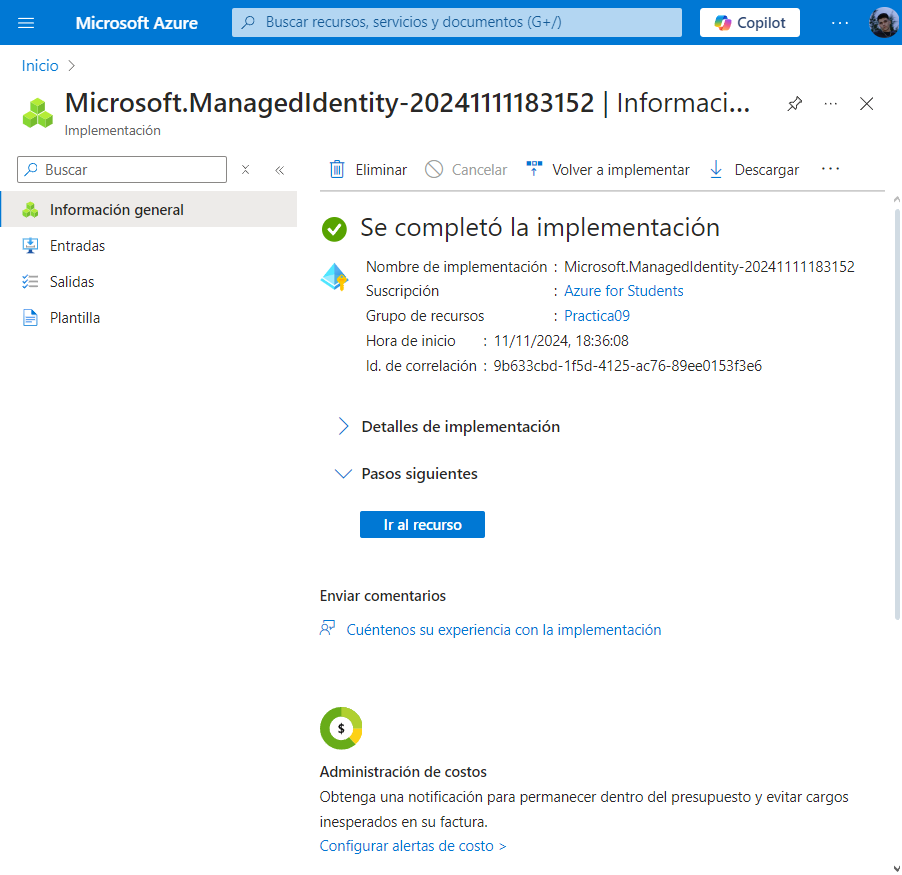 Microsoft Azure
Buscar recursos, servicios y documentos (G+/)
Copilot
...
Inicio >
Microsoft.ManagedIdentity-20241111183152 | Informaci...
Implementación
Buscar
Información general
Entradas
Salidas
Plantilla
Eliminar
Cancelar
Volver a implementar
Descargar
...
Se completó la implementación
Nombre de implementación : Microsoft.ManagedIdentity-20241111183152
Suscripción : Azure for Students
Grupo de recursos : Practica09
Hora de inicio : 11/11/2024, 18:36:08
Id. de correlación : 9b633cbd-1f5d-4125-ac76-89ee0153f3e6
Detalles de implementación
Pasos siguientes
Ir al recurso
Enviar comentarios
Cuéntenos su experiencia con la implementación
$
Administración de costos
Obtenga una notificación para permanecer dentro del presupuesto y evitar cargos
inesperados en su factura.
Configurar alertas de costo >